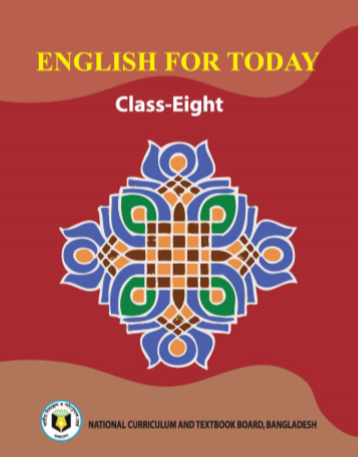 ENGLISH FOR TODAY
Class-Eight
NATIONAL CURRICULUM AND TEXTBOOK BOARD, BANGLADESH